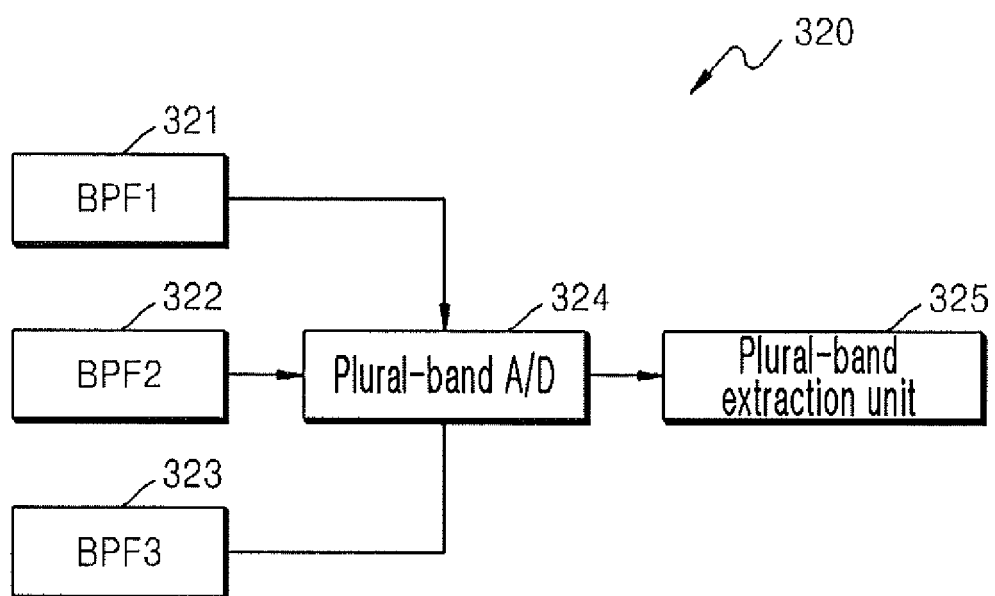 320
321
BPF1
322
BPF2
324
Plural-band A/D
325
Plural-band
extraction unit
323
BPF3